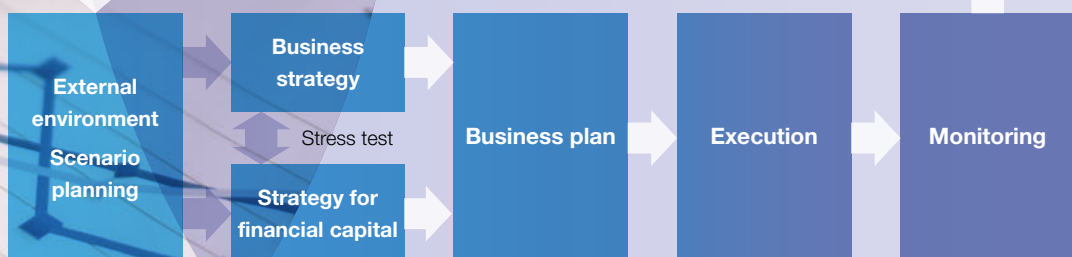 External
environment
Scenario
planning
Business
strategy
Stress test
Strategy for
financial capital
Business plan
Execution
Monitoring